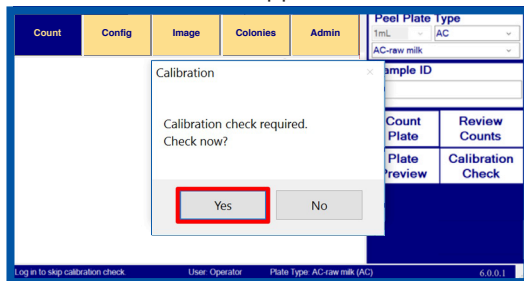 Count Config Image Colonies Admin
Peel Plate Type
1mL AC
AC-raw milk
ample ID
Calibration
Calibration check required.
Check now?
Yes No
Count Plate
Review Counts
Plate review
Calibration Check
Log in to skip calibration check. User: Operator Plate Type: AC-raw milk (AC) 6.0.0.1